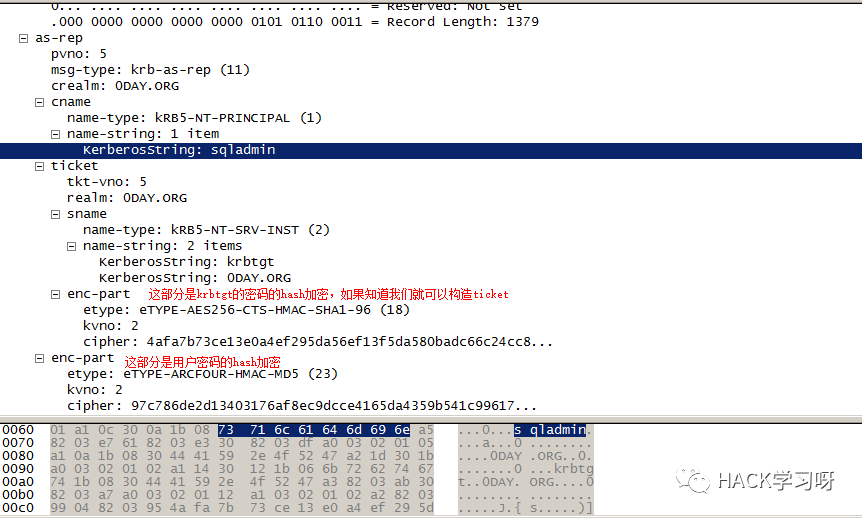 0... .... .... .... .... .... .... .... = Reserved: Not set
.000 0000 0000 0000 0000 0101 0110 0011 = Record Length: 1379
as-rep
pvno: 5
msg-type: krb-as-rep (11)
crealm: 0DAY.ORG
cname
name-type: kRB5-NT-PRINCIPAL (1)
name-string: 1 item
KerberosString: sqladmin
ticket
tkt-vno: 5
realm: 0DAY.ORG
sname
name-type: kRB5-NT-SRV-INST (2)
name-string: 2 items
KerberosString: krbtgt
KerberosString: 0DAY.ORG
enc-part 这部分是krbtgt的密码的hash加密，如果知道我们就可以构造ticket
etype: eTYPE-AES256-CTS-HMAC-SHA1-96 (18)
kvno: 2
cipher: 4afa7b73ce13e0a4ef295da56ef13f5da580badc66c24cc8...
enc-part 这部分是用户密码的hash加密
etype: eTYPE-ARCFOUR-HMAC-MD5 (23)
kvno: 2
cipher: 97c786de2d13403176af8ec9dcce4165da4359b541c99617...
0060 01 a1 0c 30 0a 1b 08 73 71 6c 61 64 6d 69 6e a5 ...0...s qladmin.
0070 82 03 e7 61 82 03 e3 30 82 03 df a0 03 02 01 05 ...a...0 ........
0080 a1 0a 1b 08 30 44 41 59 2e 4f 52 47 a2 1d 30 1b ....0DAY .ORG..0.
0090 a0 03 02 01 02 a1 14 30 12 1b 06 6b 72 62 74 67 .......0 ...krbtg
00a0 74 1b 08 30 44 41 59 2e 4f 52 47 a3 82 03 ab 30 t..0DAY. ORG....0
00b0 82 03 a7 a0 03 02 01 12 a1 03 02 01 02 a2 82 03 ........ ........
00c0 99 04 82 03 95 4a fa 7b 73 ce 13 e0 a4 ef 29 5d .....J.{ s.....)]
HACK学习呀